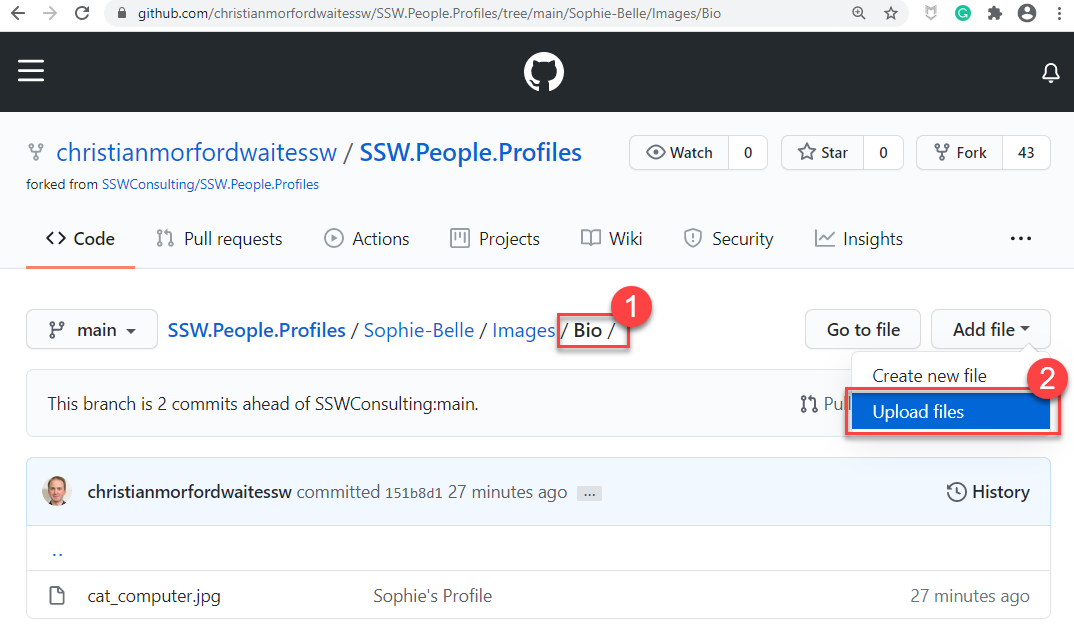 github.com/christianmorfordwaitessw/SSW.People.Profiles/tree/main/Sophie-Belle/Images/Bio
christianmorfordwaitessw / SSW.People.Profiles
Watch 0 Star 0 Fork 43
forked from SSWConsulting/SSW.People.Profiles
Code Pull requests Actions Projects Wiki Security Insights ...
1
main SSW.People.Profiles / Sophie-Belle / Images / Bio / Go to file Add file
Create new file 2
This branch is 2 commits ahead of SSWConsulting:main. Pul
Upload files
christianmorfordwaitessw committed 151b8d1 27 minutes ago ... History
..
cat_computer.jpg Sophie's Profile 27 minutes ago